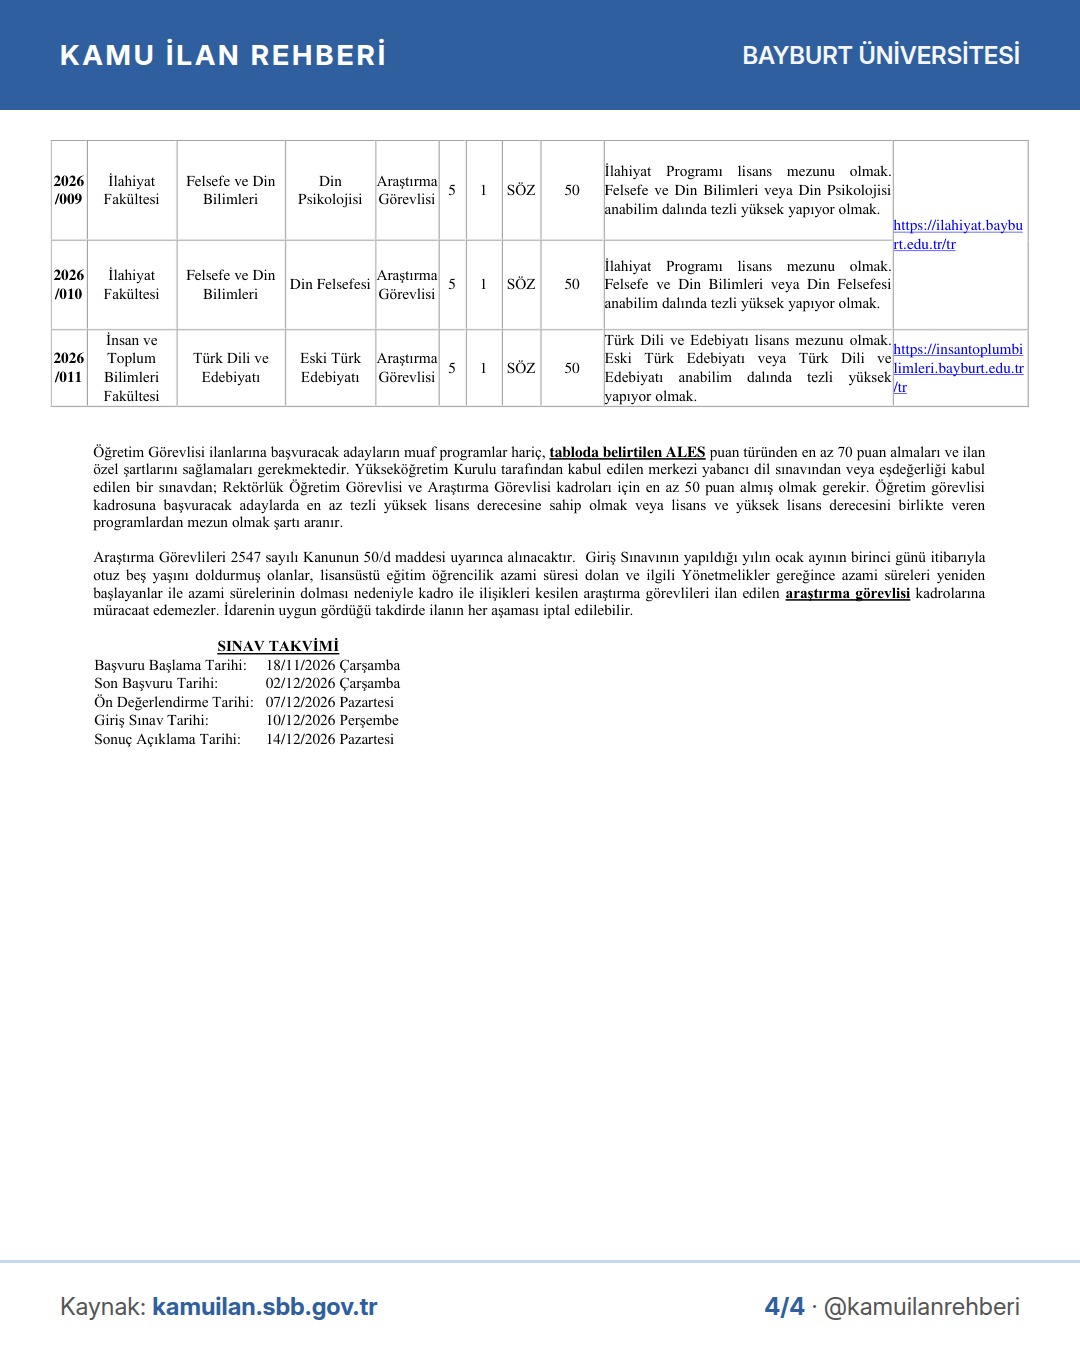 KAMU İLAN REHBERİ
BAYBURT ÜNİVERSİTESİ
2026
/009
İlahiyat
Fakültesi
Felsefe ve Din
Bilimleri
Din
Psikolojisi
Araştırma
Görevlisi
5
1
SÖZ
50
İlahiyat Programı lisans mezunu olmak.
Felsefe ve Din Bilimleri veya Din Psikolojisi
anabilim dalında tezli yüksek yapıyor olmak.
https://ilahiyat.baybu
rt.edu.tr/tr
2026
/010
İlahiyat
Fakültesi
Felsefe ve Din
Bilimleri
Din Felsefesi
Araştırma
Görevlisi
5
1
SÖZ
50
İlahiyat Programı lisans mezunu olmak.
Felsefe ve Din Bilimleri veya Din Felsefesi
anabilim dalında tezli yüksek yapıyor olmak.
2026
/011
İnsan ve
Toplum
Bilimleri
Fakültesi
Türk Dili ve
Edebiyatı
Eski Türk
Edebiyatı
Araştırma
Görevlisi
5
1
SÖZ
50
Türk Dili ve Edebiyatı lisans mezunu olmak.
Eski Türk Edebiyatı veya Türk Dili ve
Edebiyatı anabilim dalında tezli yüksek
yapıyor olmak.
https://insantoplumbi
limleri.bayburt.edu.tr
/tr
Öğretim Görevlisi ilanlarına başvuracak adayların muaf programlar hariç, tabloda belirtilen ALES puan türünden en az 70 puan almaları ve ilan
özel şartlarını sağlamaları gerekmektedir. Yükseköğretim Kurulu tarafından kabul edilen merkezi yabancı dil sınavından veya eşdeğerliği kabul
edilen bir sınavdan; Rektörlük Öğretim Görevlisi ve Araştırma Görevlisi kadroları için en az 50 puan almış olmak gerekir. Öğretim görevlisi
kadrosuna başvuracak adaylarda en az tezli yüksek lisans derecesine sahip olmak veya lisans ve yüksek lisans derecesini birlikte veren
programlardan mezun olmak şartı aranır.
Araştırma Görevlileri 2547 sayılı Kanunun 50/d maddesi uyarınca alınacaktır. Giriş Sınavının yapıldığı yılın ocak ayının birinci günü itibarıyla
otuz beş yaşını doldurmuş olanlar, lisansüstü eğitim öğrencilik azami süresi dolan ve ilgili Yönetmelikler gereğince azami süreleri yeniden
başlayanlar ile azami sürelerinin dolması nedeniyle kadro ile ilişikleri kesilen araştırma görevlileri ilan edilen araştırma görevlisi kadrolarına
müracaat edemezler. İdarenin uygun gördüğü takdirde ilanın her aşaması iptal edilebilir.
SINAV TAKVİMİ
Başvuru Başlama Tarihi: 18/11/2026 Çarşamba
Son Başvuru Tarihi: 02/12/2026 Çarşamba
Ön Değerlendirme Tarihi: 07/12/2026 Pazartesi
Giriş Sınav Tarihi: 10/12/2026 Perşembe
Sonuç Açıklama Tarihi: 14/12/2026 Pazartesi
Kaynak: kamuilan.sbb.gov.tr
4/4 · @kamuilanrehberi